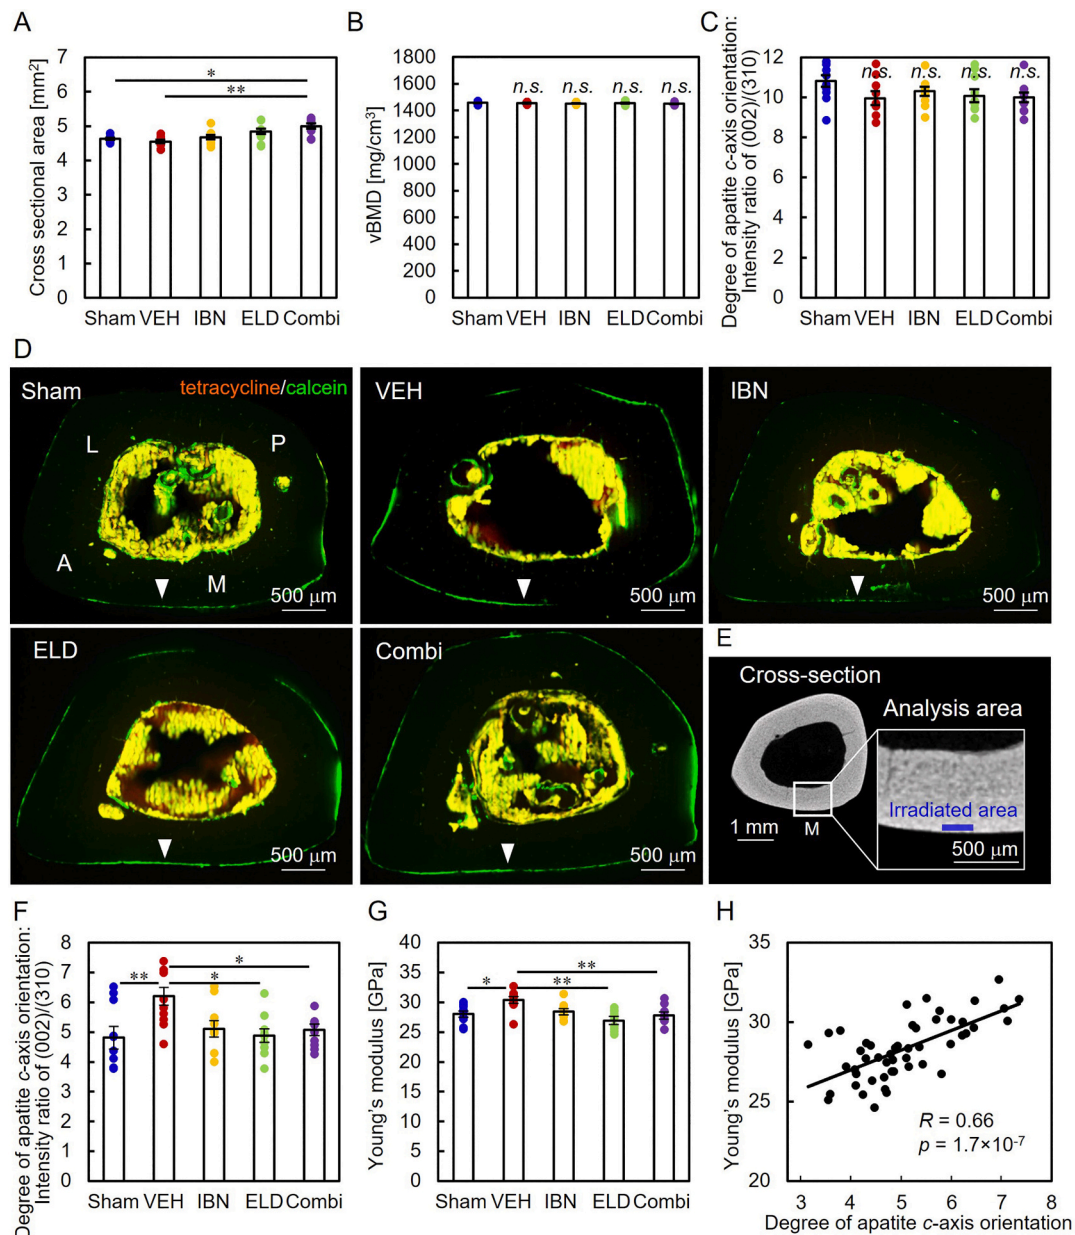 A
Cross sectional area [mm²]
7
6
5
4
3
2
1
0
*
**
Sham VEH IBN ELD Combi
B
vBMD [mg/cm³]
1800
1600
1400
1200
1000
800
600
400
200
0
n.s. n.s. n.s. n.s.
Sham VEH IBN ELD Combi
C
Degree of apatite c-axis orientation:
Intensity ratio of (002)/(310)
12
10
8
6
4
2
0
n.s. n.s. n.s. n.s.
Sham VEH IBN ELD Combi
D
Sham
tetracycline/calcein
L
P
A
M
500 µm
VEH
500 µm
IBN
500 µm
ELD
500 µm
Combi
500 µm
E
Cross-section
Analysis area
Irradiated area
1 mm
M
500 µm
F
Degree of apatite c-axis orientation:
Intensity ratio of (002)/(310)
8
7
6
5
4
3
2
1
0
*
** *
Sham VEH IBN ELD Combi
G
Young's modulus [GPa]
40
35
30
25
20
15
10
5
0
**
* **
Sham VEH IBN ELD Combi
H
Young's modulus [GPa]
35
30
25
20
R = 0.66
p = 1.7×10⁻⁷
3 4 5 6 7 8
Degree of apatite c-axis orientation